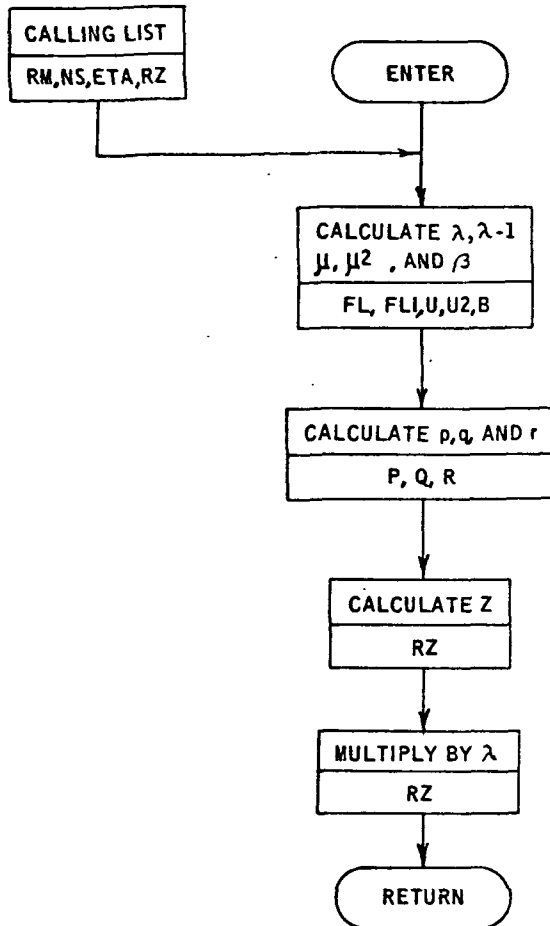 CALLING LIST
RM,NS,ETA,RZ
ENTER
CALCULATE λ,λ-1
μ, μ2 , AND β
FL, FL1,U,U2,B
CALCULATE p,q, AND r
P, Q, R
CALCULATE Z
RZ
MULTIPLY BY λ
RZ
RETURN